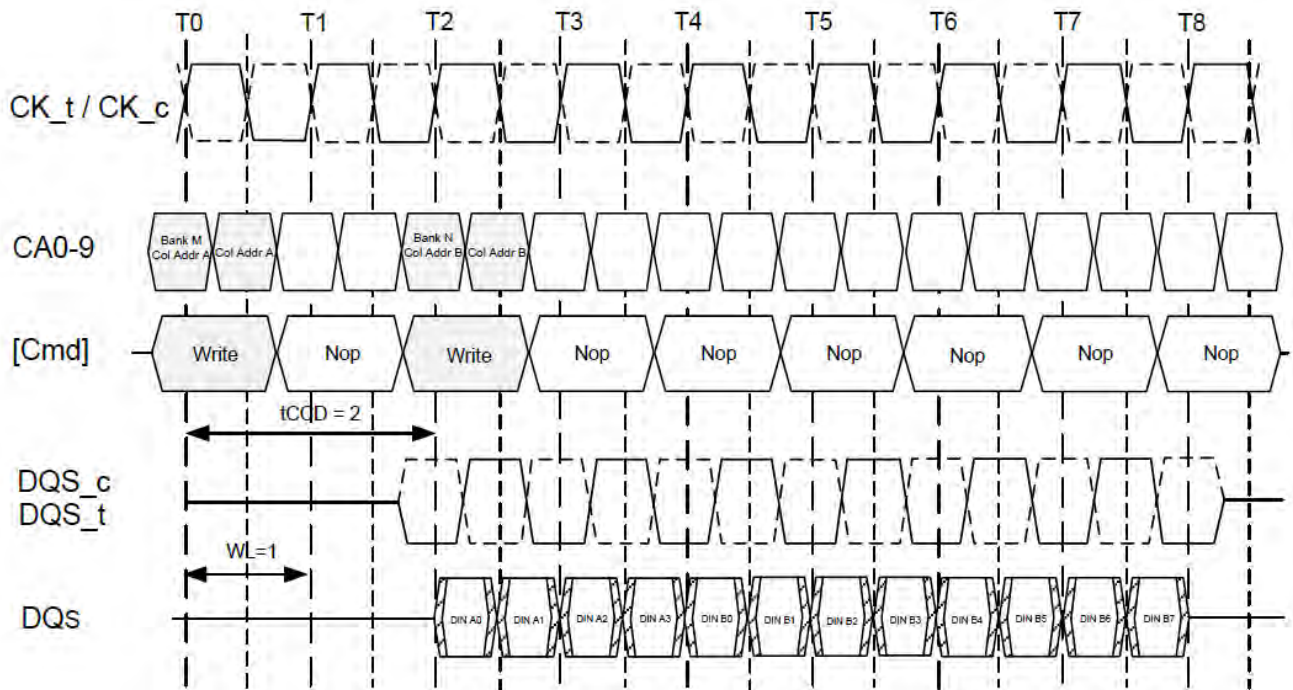 T0 T1 T2 T3 T4 T5 T6 T7 T8
CK_t / CK_c
CA0-9
Bank M
Col Addr A
Col Addr A
Bank N
Col Addr B
Col Addr B
[Cmd]
Write Nop Write Nop Nop Nop Nop Nop Nop
tCCD = 2
DQS_c
DQS_t
WL=1
DQs
DIN A0 DIN A1 DIN A2 DIN A3 DIN B0 DIN B1 DIN B2 DIN B3 DIN B4 DIN B5 DIN B6 DIN B7